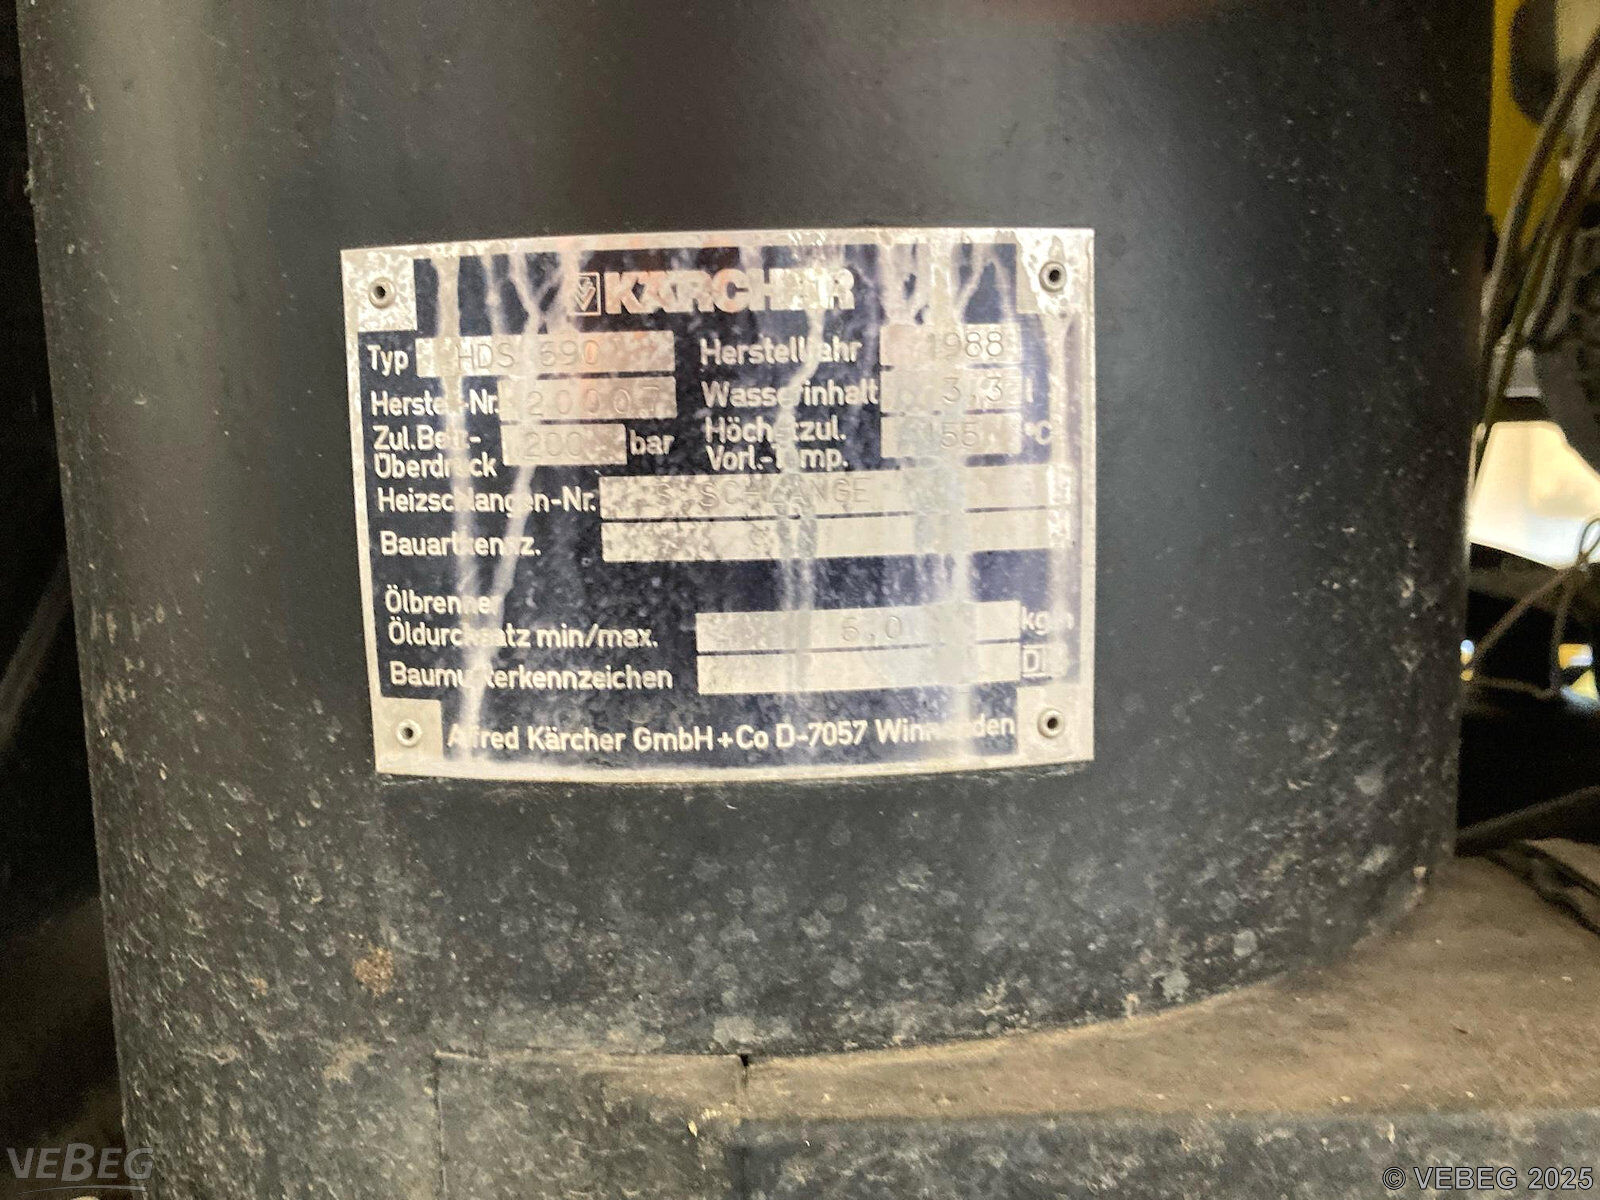 KÄRCHER
Typ HDS 690
Herstell-Nr. 200007
Zul.Betr.-
Überdruck 200 bar
Herstelljahr 1988
Wasserinhalt 3,3 l
Höchstzul.
Vorl.-Temp. 155 °C
Heizschlangen-Nr. S. SCHLANGE
Bauartkennz.
Ölbrenner
Öldurchsatz min/max. 6,0 kg/h
Baumusterkennzeichen
Alfred Kärcher GmbH+Co D-7057 Winnenden
VEBEG
© VEBEG 2025